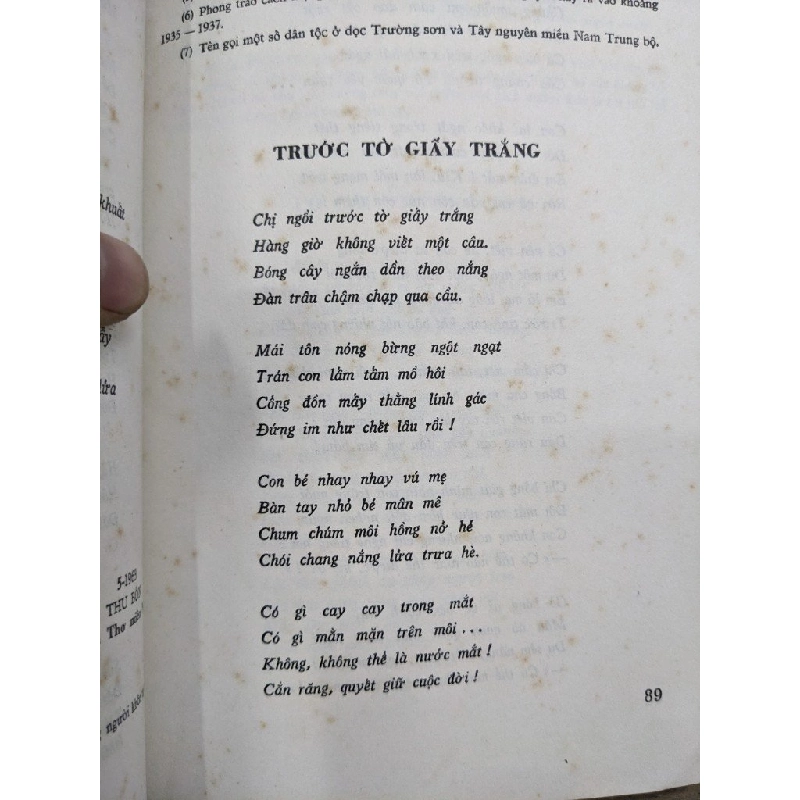 (6) Phong trào
1935 — 1937.
(7) Tên gọi một số dân tộc ở dọc Trường sơn và Tây nguyên miền Nam Trung bộ.
TRƯỚC TỜ GIẤY TRẮNG
Chị ngồi trước tờ giấy trắng
Hàng giờ không viết một câu.
Bóng cây ngắn dần theo nắng
Đàn trâu chậm chạp qua cầu.
Mái tôn nóng bừng ngột ngạt
Trán con lấm tấm mồ hôi
Cổng đồn mấy thằng lính gác
Đứng im như chết lâu rồi !
Con bé nhay nhay vú mẹ
Bàn tay nhỏ bé mân mê
Chum chúm môi hồng nở hé
Chói chang nắng lửa trưa hè.
Có gì cay cay trong mắt
Có gì mằn mặn trên môi...
Không, không thể là nước mắt !
Cắn răng, quyết giữ cuộc đời !
89
khuất
lứa
THU BỒN
người